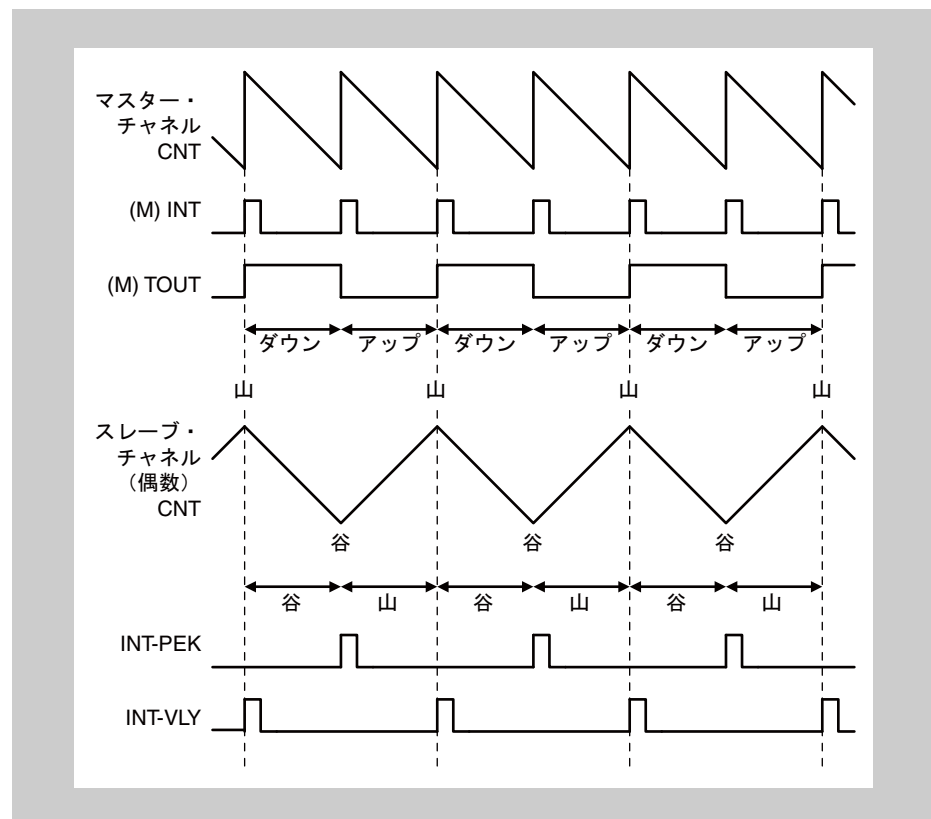 マスター・
チャネル
CNT
(M) INT
(M) TOUT
ダウン アップ ダウン アップ ダウン アップ
山 山 山 山
スレーブ・
チャネル
（偶数）
CNT
谷 谷 谷
谷 山 谷 山 谷 山
INT-PEK
INT-VLY